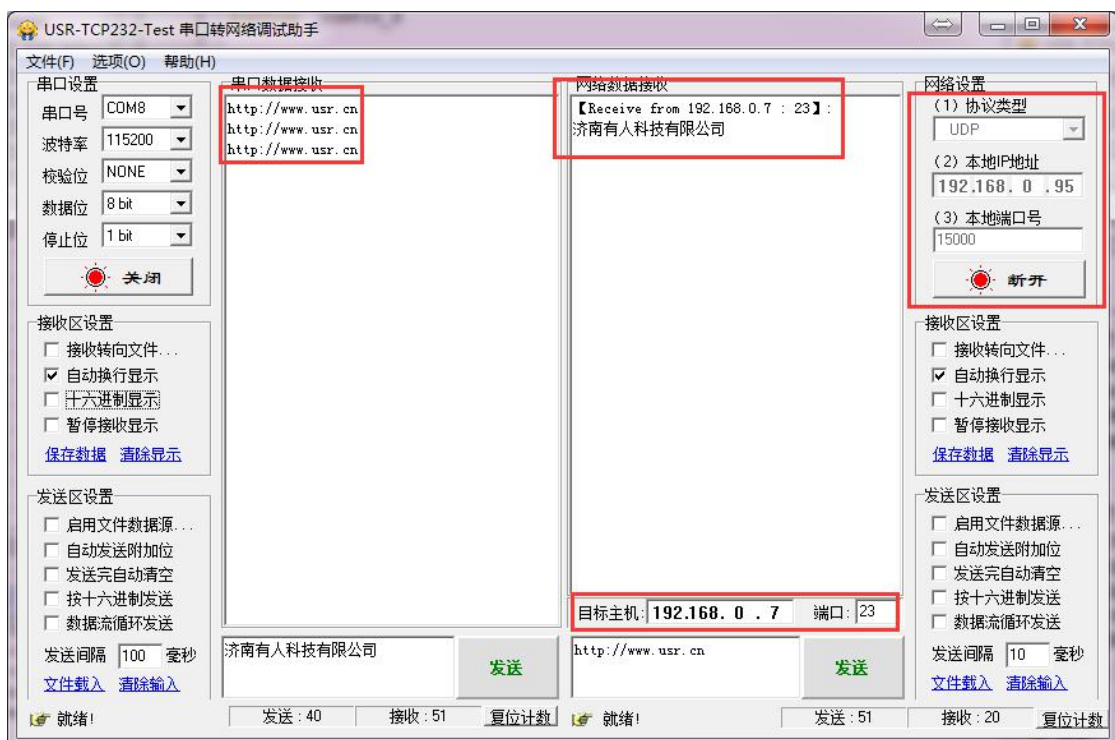 USR-TCP232-Test 串口转网络调试助手
文件(F) 选项(O) 帮助(H)
串口设置
串口号 COM8
波特率 115200
校验位 NONE
数据位 8 bit
停止位 1 bit
关闭
接收区设置
接收转向文件...
自动换行显示
十六进制显示
暂停接收显示
保存数据 清除显示
发送区设置
启用文件数据源...
自动发送附加位
发送完自动清空
按十六进制发送
数据流循环发送
发送间隔 100 毫秒
文件载入 清除输入
串口数据接收
http://www.usr.cn
http://www.usr.cn
http://www.usr.cn
济南有人科技有限公司
发送
网络数据接收
【Receive from 192.168.0.7 : 23】:
济南有人科技有限公司
目标主机: 192.168. 0 . 7 端口: 23
http://www.usr.cn
发送
网络设置
(1) 协议类型
UDP
(2) 本地IP地址
192.168. 0 .95
(3) 本地端口号
15000
断开
接收区设置
接收转向文件...
自动换行显示
十六进制显示
暂停接收显示
保存数据 清除显示
发送区设置
启用文件数据源...
自动发送附加位
发送完自动清空
按十六进制发送
数据流循环发送
发送间隔 10 毫秒
文件载入 清除输入
就绪! 发送 : 40 接收 : 51 复位计数 就绪! 发送 : 51 接收 : 20 复位计数